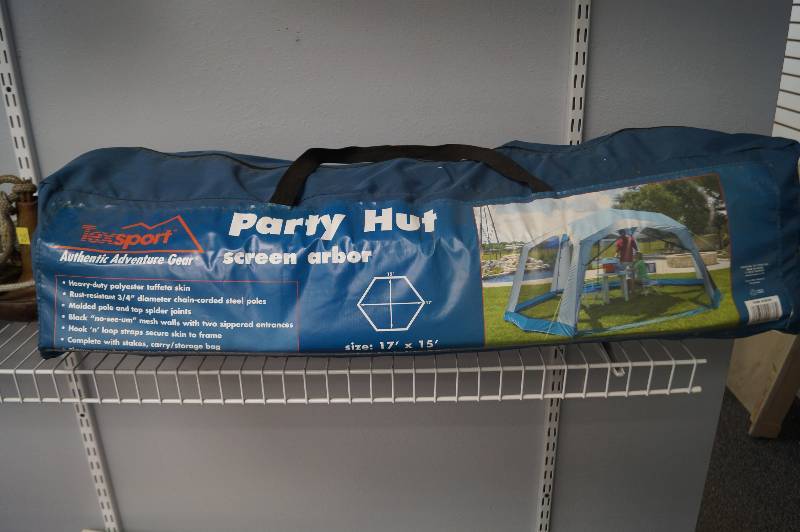 Texsport®
Authentic Adventure Gear®
Party Hut
screen arbor
• Heavy-duty polyester taffeta skin
• Rust-resistant 3/4" diameter chain-corded steel poles
• Molded pole and top spider joints
• Black "no-see-um" mesh walls with two zippered entrances
• Hook 'n' loop straps secure skin to frame
• Complete with stakes, carry/storage bag
15'
17'
size: 17' x 15'